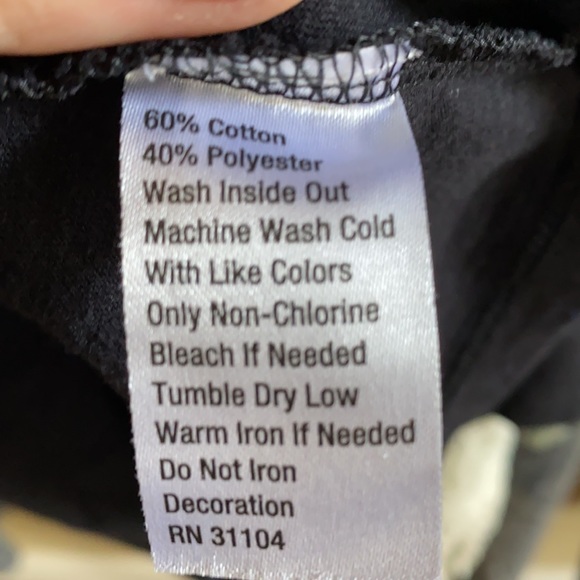 60% Cotton
40% Polyester
Wash Inside Out
Machine Wash Cold
With Like Colors
Only Non-Chlorine
Bleach If Needed
Tumble Dry Low
Warm Iron If Needed
Do Not Iron
Decoration
RN 31104